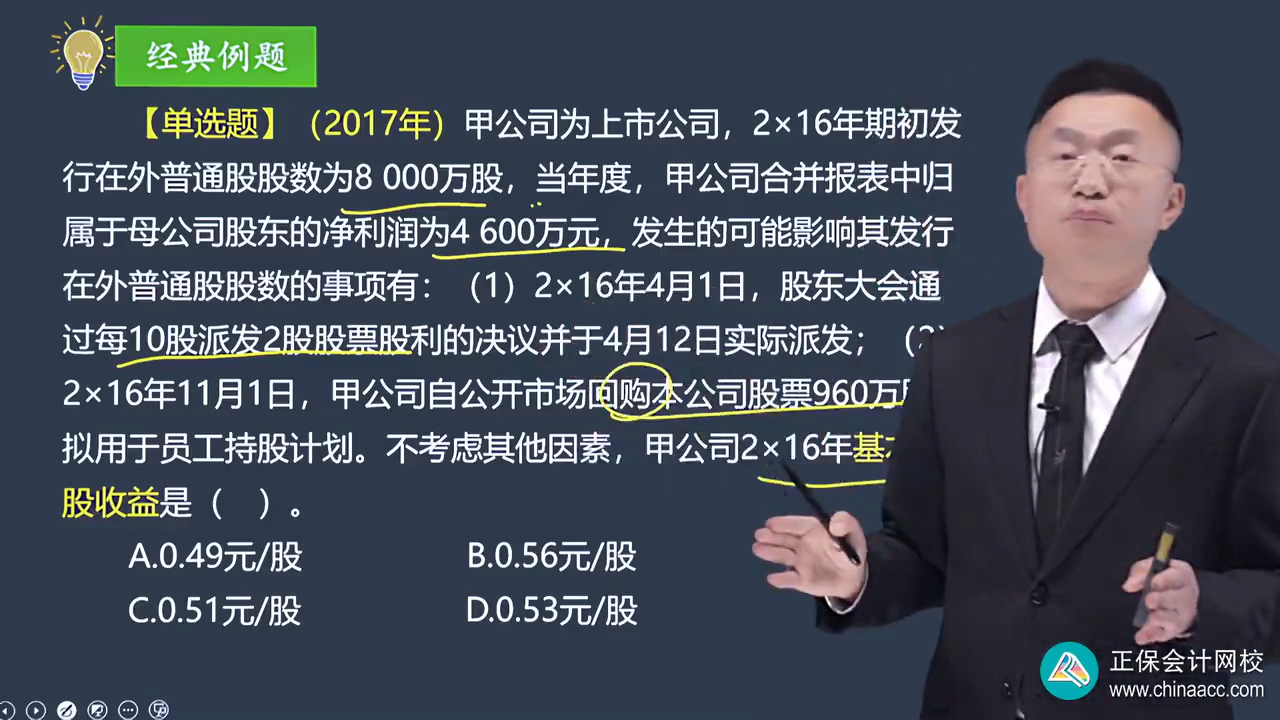 经典例题
【单选题】（2017年）甲公司为上市公司，2×16年期初发
行在外普通股股数为8 000万股，当年度，甲公司合并报表中归
属于母公司股东的净利润为4 600万元，发生的可能影响其发行
在外普通股股数的事项有：（1）2×16年4月1日，股东大会通
过每10股派发2股股票股利的决议并于4月12日实际派发；（2
2×16年11月1日，甲公司自公开市场回购本公司股票960万
拟用于员工持股计划。不考虑其他因素，甲公司2×16年基
股收益是（ ）。
A.0.49元/股 B.0.56元/股
C.0.51元/股 D.0.53元/股
正保会计网校
www.chinaacc.com